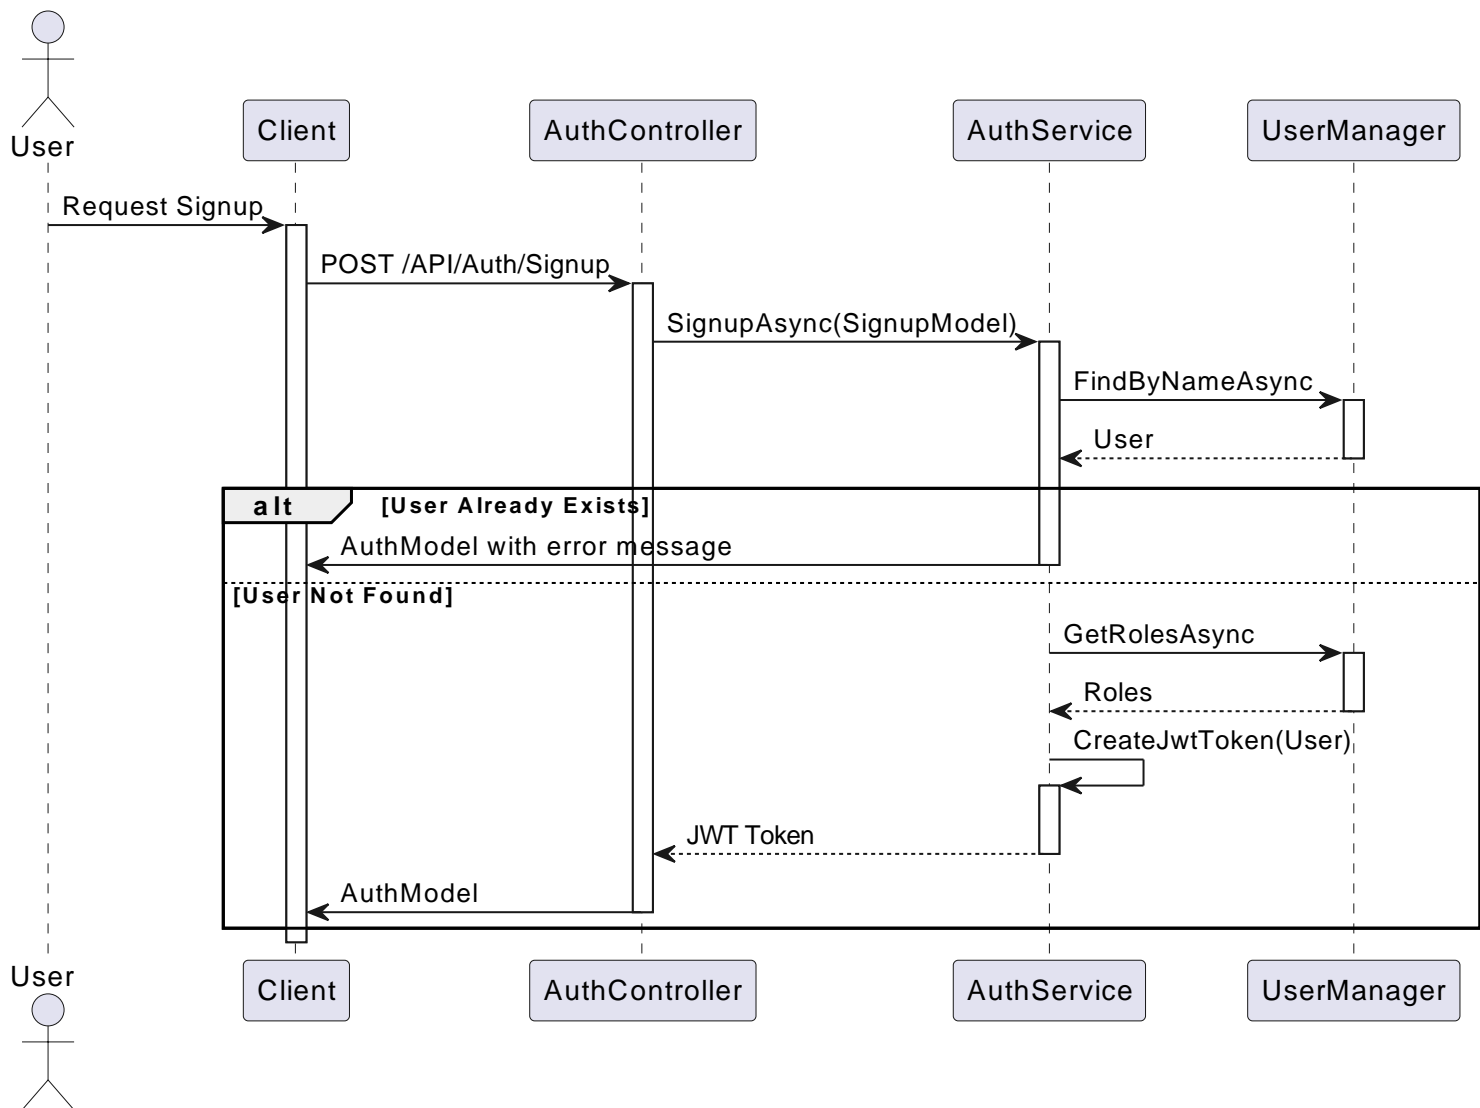 User
Client
AuthController
AuthService
UserManager
Request Signup
POST /API/Auth/Signup
SignupAsync(SignupModel)
FindByNameAsync
User
alt [User Already Exists]
AuthModel with error message
[User Not Found]
GetRolesAsync
Roles
CreateJwtToken(User)
JWT Token
AuthModel
User
Client
AuthController
AuthService
UserManager